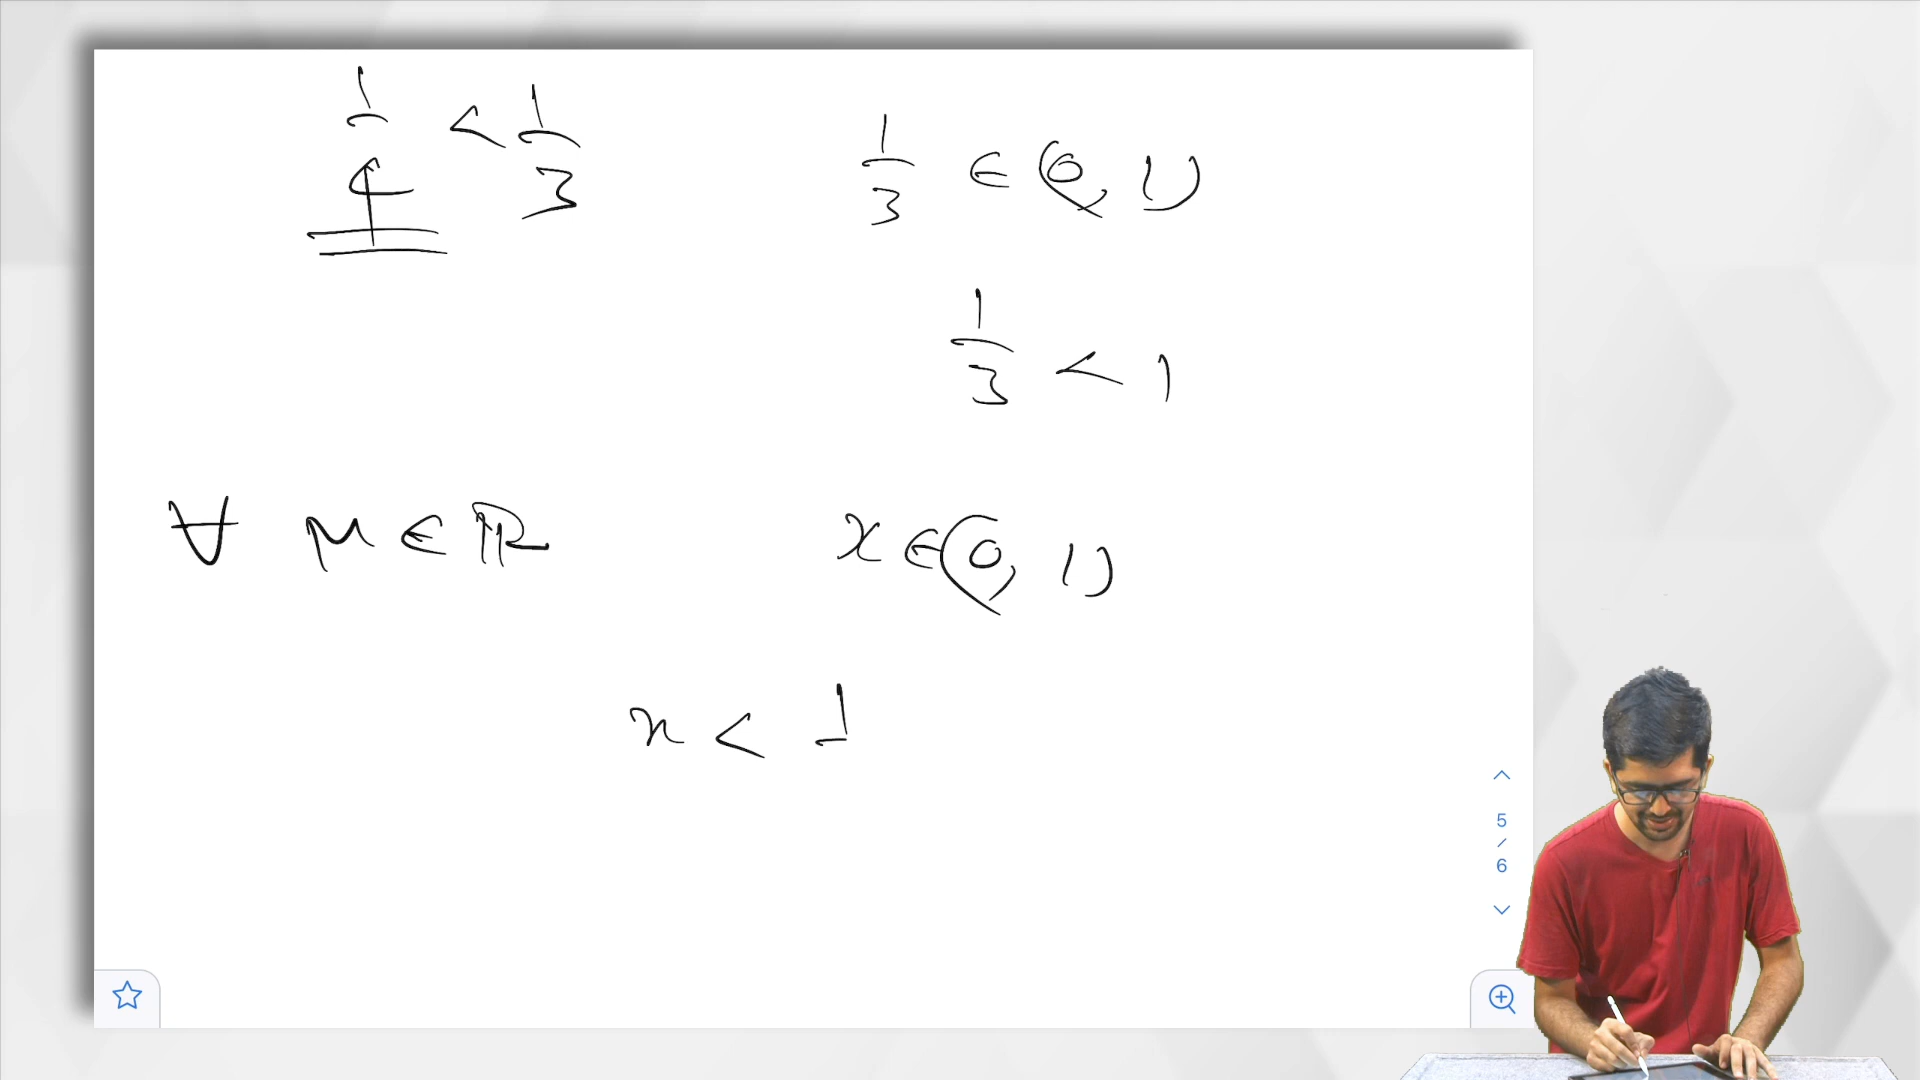 1/4 < 1/3
1/3 ∈ (0, 1)
1/3 < 1
∀ M ∈ ℝ
x ∈ (0, 1)
x < 1
5
/
6